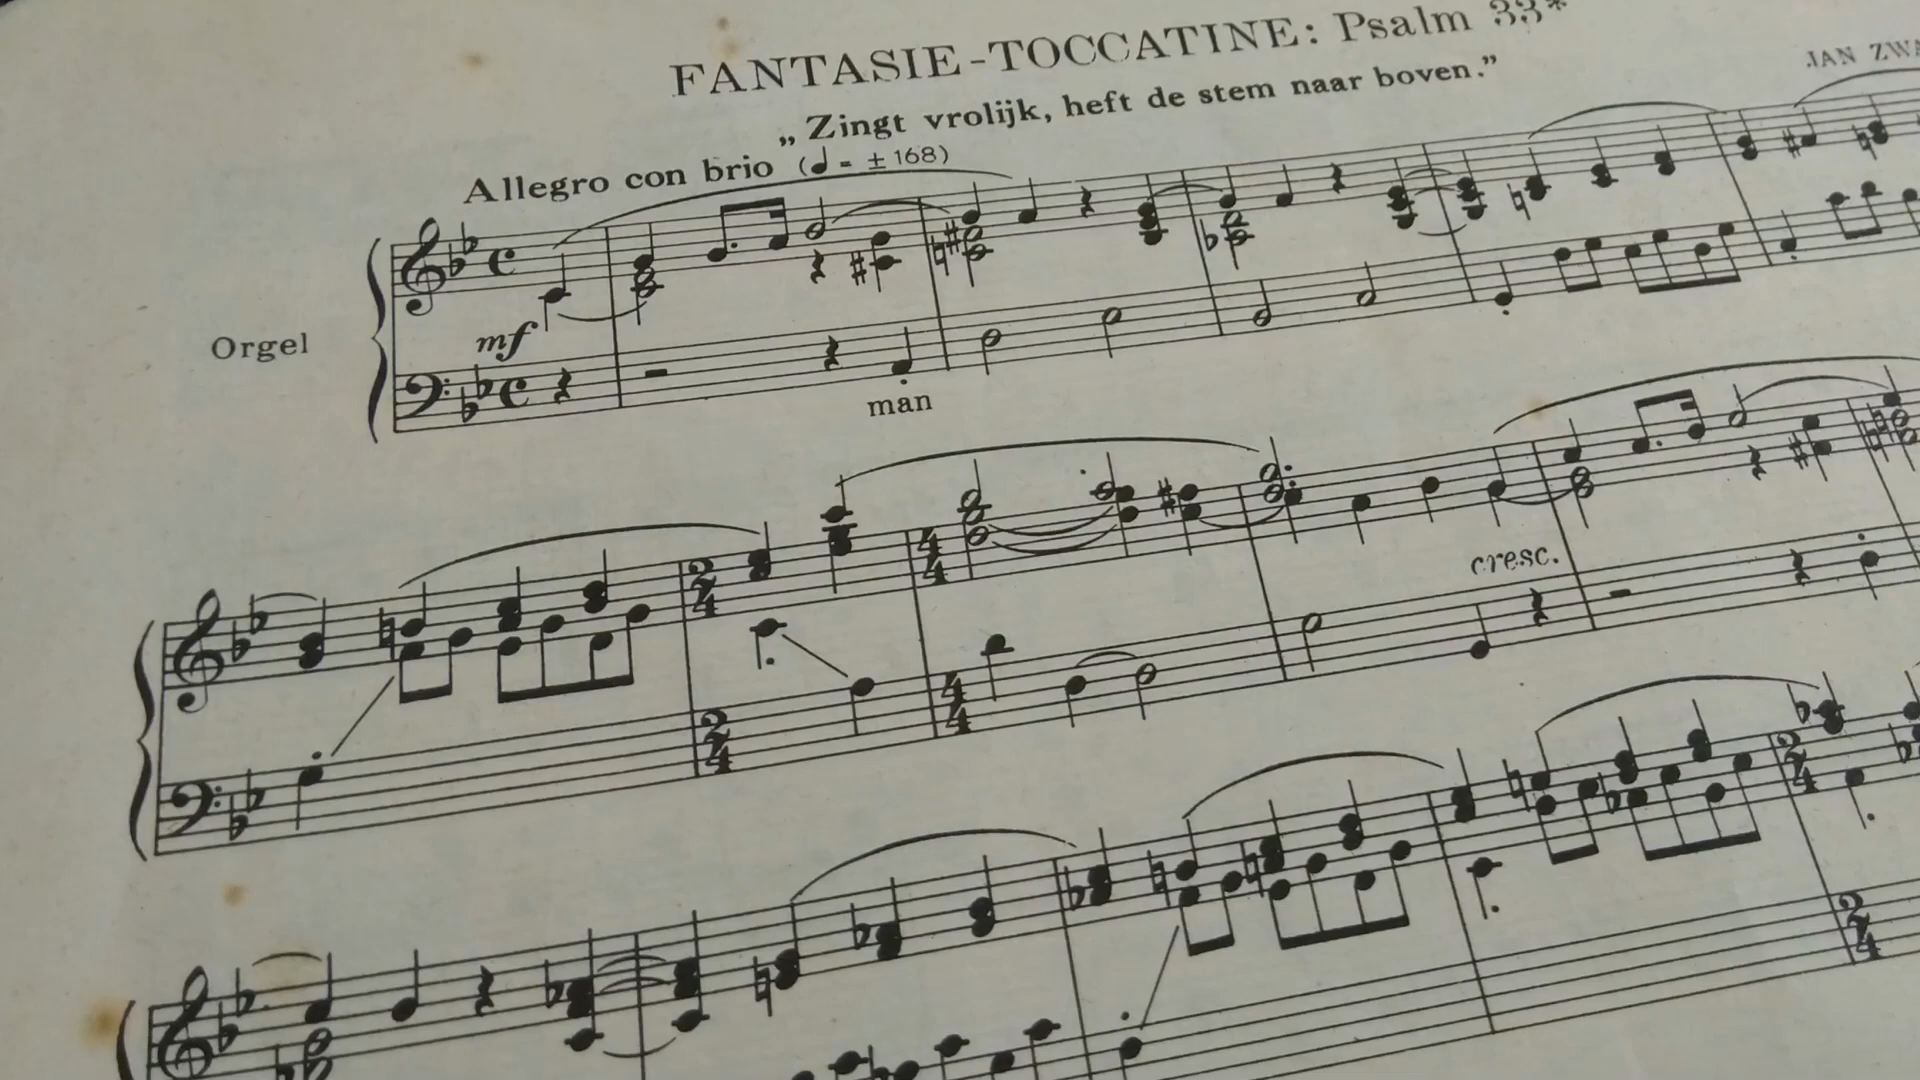 FANTASIE-TOCCATINE: Psalm 33*
„Zingt vrolijk, heft de stem naar boven.”
JAN ZWA
Allegro con brio (♩ = ± 168)
Orgel
mf
man
cresc.